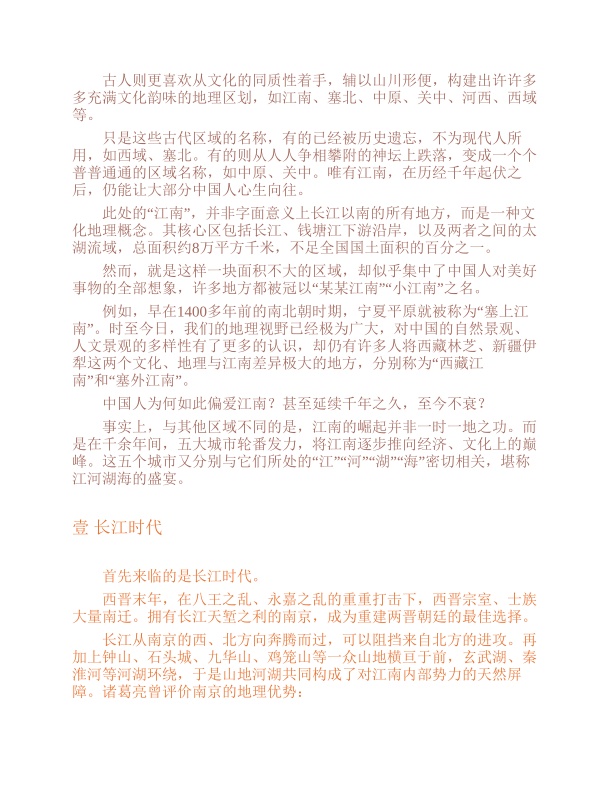 古人则更喜欢从文化的同质性着手，辅以山川形便，构建出许许多
多充满文化韵味的地理区划，如江南、塞北、中原、关中、河西、西域
等。
只是这些古代区域的名称，有的已经被历史遗忘，不为现代人所
用，如西域、塞北。有的则从人人争相攀附的神坛上跌落，变成一个个
普普通通的区域名称，如中原、关中。唯有江南，在历经千年起伏之
后，仍能让大部分中国人心生向往。
此处的“江南”，并非字面意义上长江以南的所有地方，而是一种文
化地理概念。其核心区包括长江、钱塘江下游沿岸，以及两者之间的太
湖流域，总面积约8万平方千米，不足全国国土面积的百分之一。
然而，就是这样一块面积不大的区域，却似乎集中了中国人对美好
事物的全部想象，许多地方都被冠以“某某江南”“小江南”之名。
例如，早在1400多年前的南北朝时期，宁夏平原就被称为“塞上江
南”。时至今日，我们的地理视野已经极为广大，对中国的自然景观、
人文景观的多样性有了更多的认识，却仍有许多人将西藏林芝、新疆伊
犁这两个文化、地理与江南差异极大的地方，分别称为“西藏江
南”和“塞外江南”。
中国人为何如此偏爱江南？甚至延续千年之久，至今不衰？
事实上，与其他区域不同的是，江南的崛起并非一时一地之功。而
是在千余年间，五大城市轮番发力，将江南逐步推向经济、文化上的巅
峰。这五个城市又分别与它们所处的“江”“河”“湖”“海”密切相关，堪称
江河湖海的盛宴。
壹 长江时代
首先来临的是长江时代。
西晋末年，在八王之乱、永嘉之乱的重重打击下，西晋宗室、士族
大量南迁。拥有长江天堑之利的南京，成为重建两晋朝廷的最佳选择。
长江从南京的西、北方向奔腾而过，可以阻挡来自北方的进攻。再
加上钟山、石头城、九华山、鸡笼山等一众山地横亘于前，玄武湖、秦
淮河等河湖环绕，于是山地河湖共同构成了对江南内部势力的天然屏
障。诸葛亮曾评价南京的地理优势：